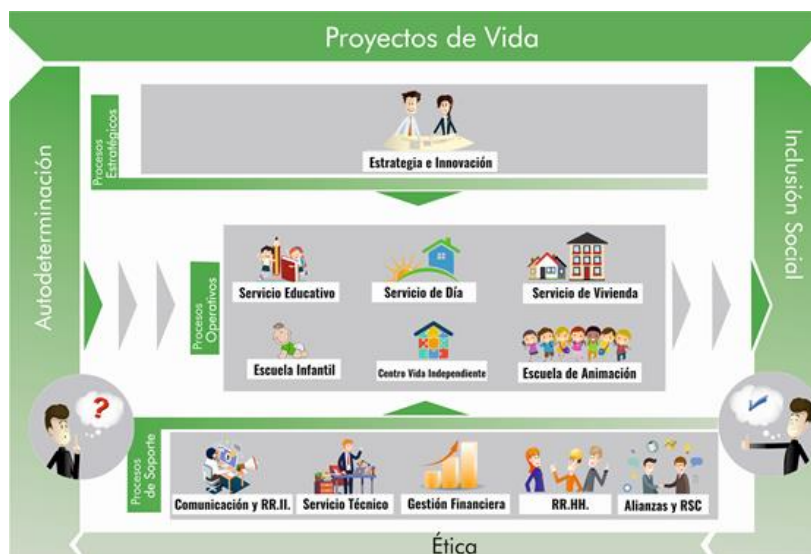 Proyectos de Vida
Autodeterminación
Inclusión Social
Procesos
Estratégicos
Estrategia e Innovación
Procesos
Operativos
Servicio Educativo
Servicio de Día
Servicio de Vivienda
Escuela Infantil
Centro Vida Independiente
Escuela de Animación
?
Procesos
de Soporte
Comunicación y RR.II.
Servicio Técnico
Gestión Financiera
RR.HH.
Alianzas y RSC
Ética